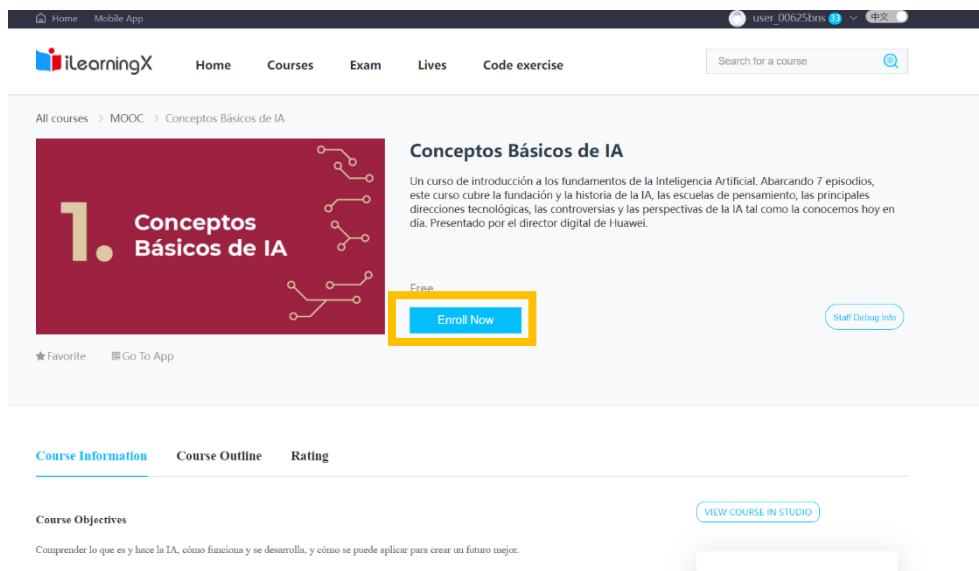 Home Mobile App user_00625bns 33 中文
iLearningX Home Courses Exam Lives Code exercise Search for a course
All courses > MOOC > Conceptos Básicos de IA
1. Conceptos
Básicos de IA
Conceptos Básicos de IA
Un curso de introducción a los fundamentos de la Inteligencia Artificial. Abarcando 7 episodios,
este curso cubre la fundación y la historia de la IA, las escuelas de pensamiento, las principales
direcciones tecnológicas, las controversias y las perspectivas de la IA tal como la conocemos hoy en
día. Presentado por el director digital de Huawei.
Free
Enroll Now
Staff Debug Info
Favorite Go To App
Course Information Course Outline Rating
Course Objectives
VIEW COURSE IN STUDIO
Comprender lo que es y hace la IA, cómo funciona y se desarrolla, y cómo se puede aplicar para crear un futuro mejor.